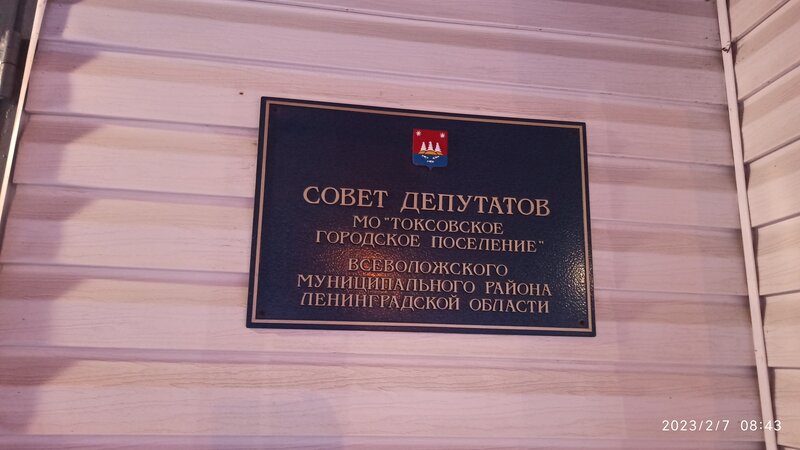 СОВЕТ ДЕПУТАТОВ
МО "ТОКСОВСКОЕ
ГОРОДСКОЕ ПОСЕЛЕНИЕ"
ВСЕВОЛОЖСКОГО
МУНИЦИПАЛЬНОГО РАЙОНА
ЛЕНИНГРАДСКОЙ ОБЛАСТИ
2023/2/7 08:43